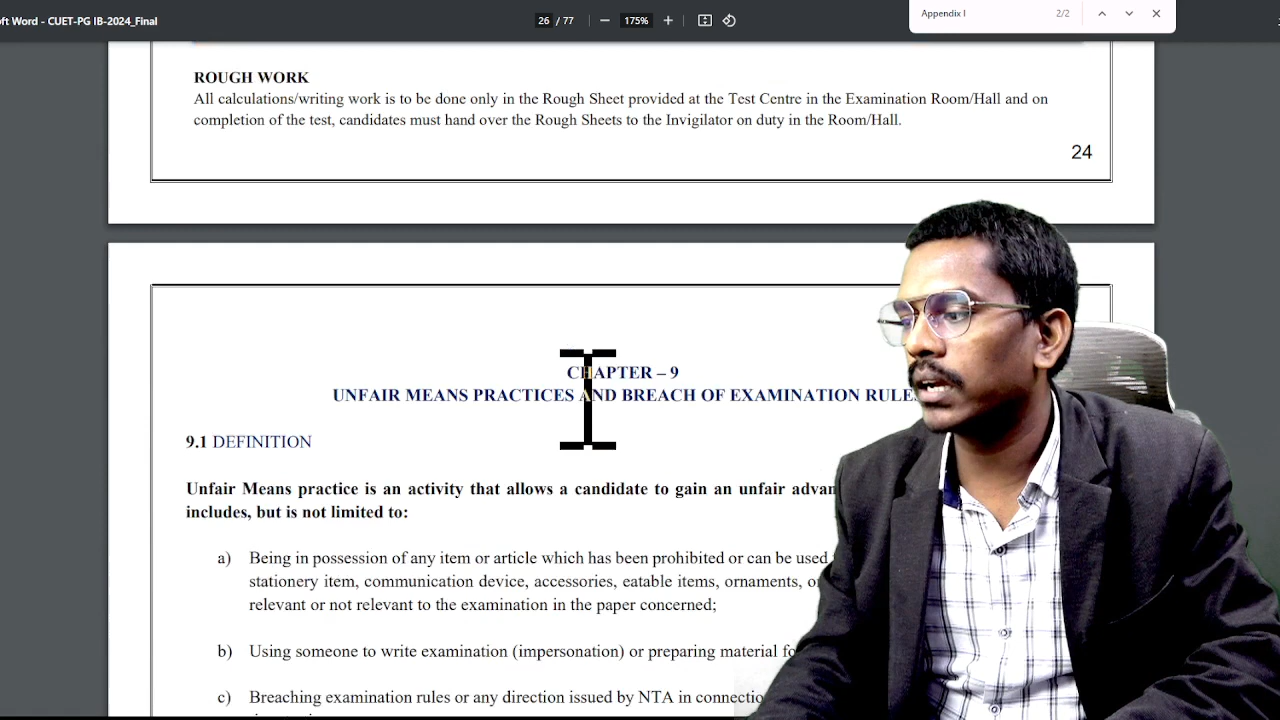 oft Word - CUET-PG IB-2024_Final
26 / 77
175%
Appendix I
2/2
ROUGH WORK
All calculations/writing work is to be done only in the Rough Sheet provided at the Test Centre in the Examination Room/Hall and on
completion of the test, candidates must hand over the Rough Sheets to the Invigilator on duty in the Room/Hall.
24
CHAPTER – 9
UNFAIR MEANS PRACTICES AND BREACH OF EXAMINATION RULES
9.1 DEFINITION
Unfair Means practice is an activity that allows a candidate to gain an unfair advan
includes, but is not limited to:
a) Being in possession of any item or article which has been prohibited or can be used
stationery item, communication device, accessories, eatable items, ornaments, o
relevant or not relevant to the examination in the paper concerned;
b) Using someone to write examination (impersonation) or preparing material fo
c) Breaching examination rules or any direction issued by NTA in connectio